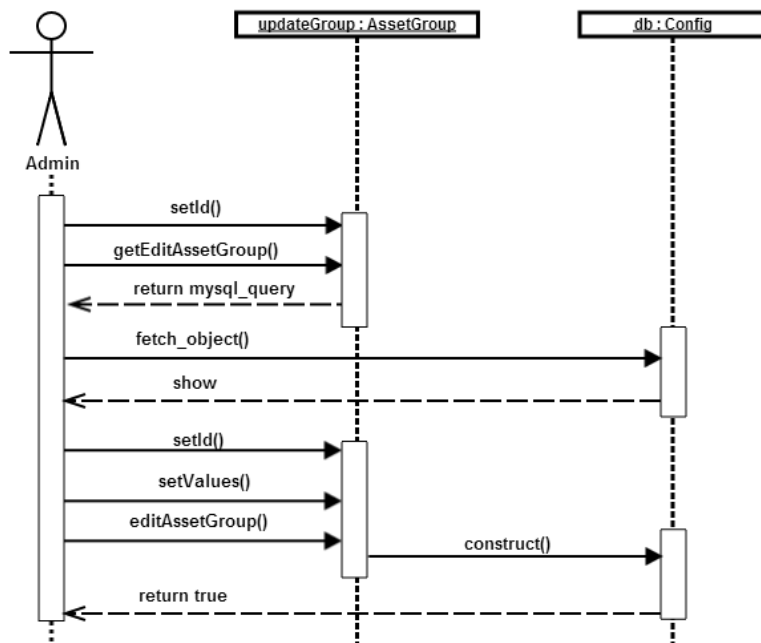 updateGroup : AssetGroup
db : Config
Admin
setId()
getEditAssetGroup()
return mysql_query
fetch_object()
show
setId()
setValues()
editAssetGroup()
construct()
return true